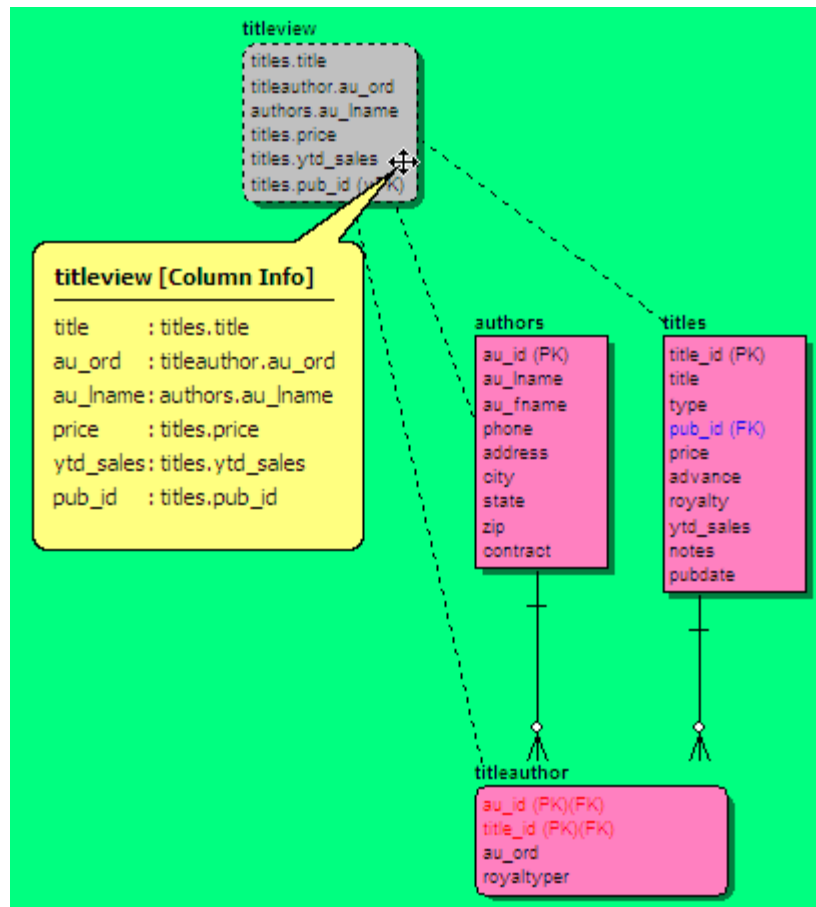 titleview
titles.title
titleauthor.au_ord
authors.au_lname
titles.price
titles.ytd_sales
titles.pub_id
titleview [Column Info]
title : titles.title
au_ord : titleauthor.au_ord
au_lname: authors.au_lname
price : titles.price
ytd_sales: titles.ytd_sales
pub_id : titles.pub_id
authors
au_id (PK)
au_lname
au_fname
phone
address
city
state
zip
contract
titles
title_id (PK)
title
type
pub_id (FK)
price
advance
royalty
ytd_sales
notes
pubdate
titleauthor
au_id (PK)(FK)
title_id (PK)(FK)
au_ord
royaltyper